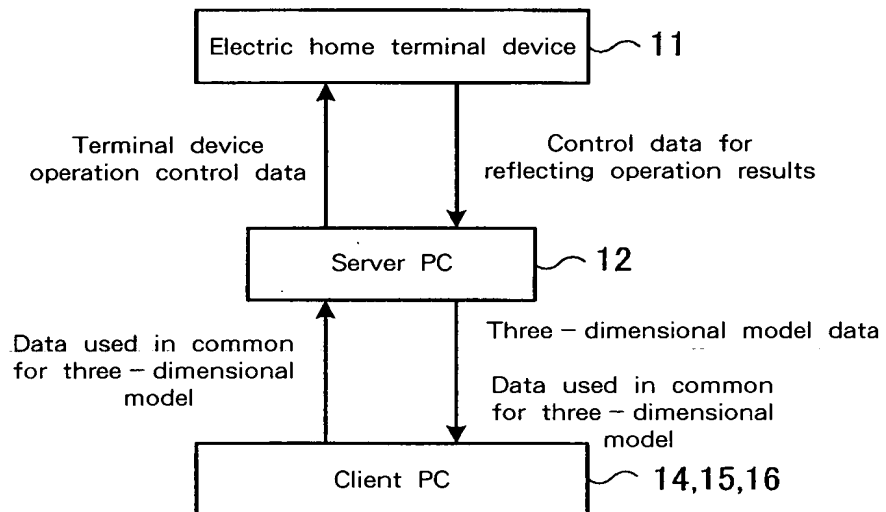 Electric home terminal device
11
Terminal device
operation control data
Control data for
reflecting operation results
Server PC
12
Data used in common
for three-dimensional
model
Three-dimensional model data
Data used in common
for three-dimensional
model
Client PC
14,15,16